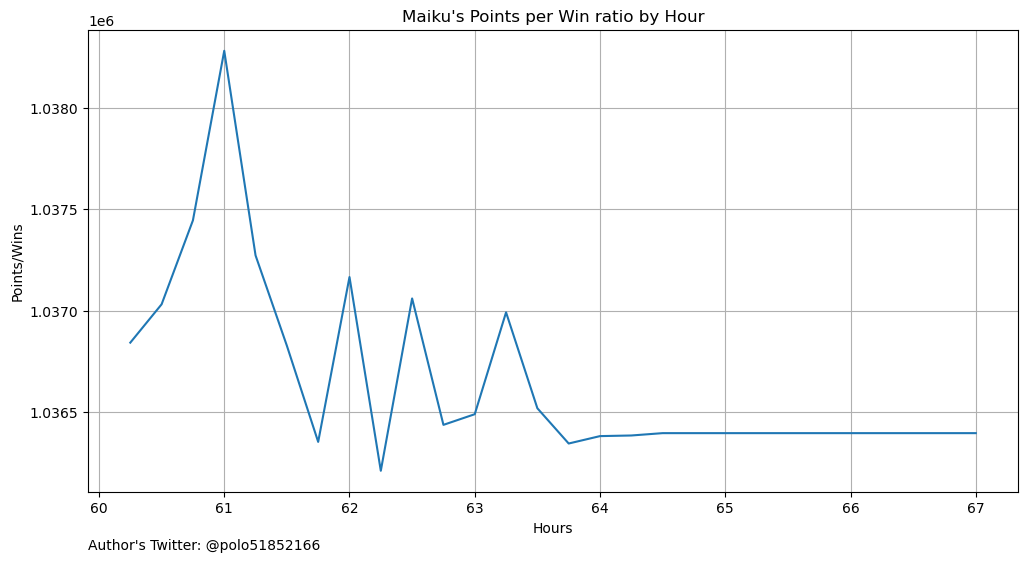 Maiku's Points per Win ratio by Hour
1e6
1.0380
1.0375
1.0370
1.0365
Points/Wins
60 61 62 63 64 65 66 67
Hours
Author's Twitter: @polo51852166